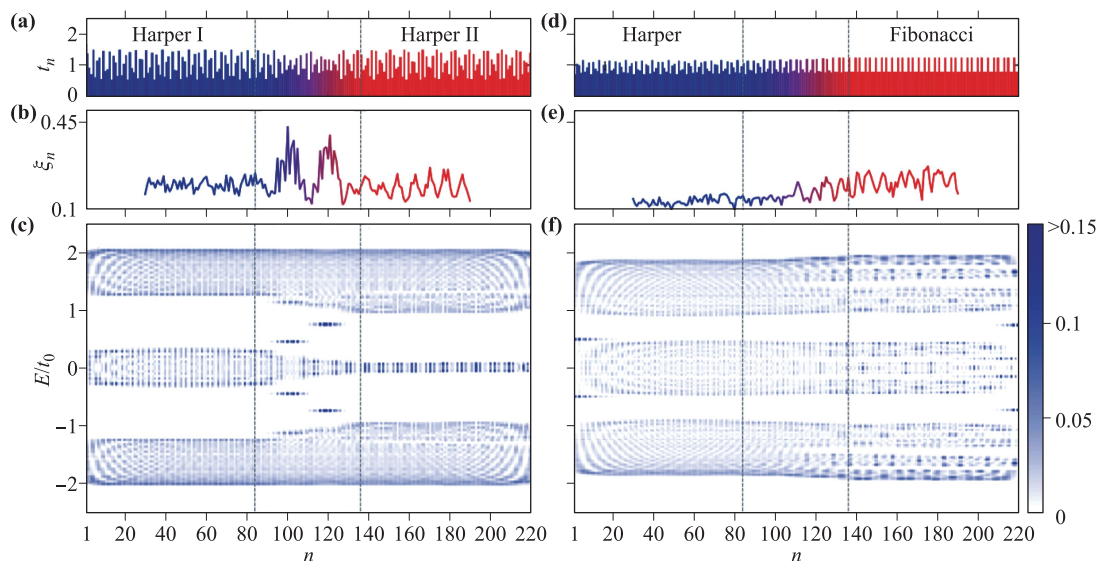 (a)
Harper I
Harper II
2
1
0
t_n
(b)
0.45
0.1
ξ_n
(c)
2
1
0
−1
−2
E/t_0
1 20 40 60 80 100 120 140 160 180 200 220
n
(d)
Harper
Fibonacci
(e)
(f)
1 20 40 60 80 100 120 140 160 180 200 220
n
>0.15
0.1
0.05
0